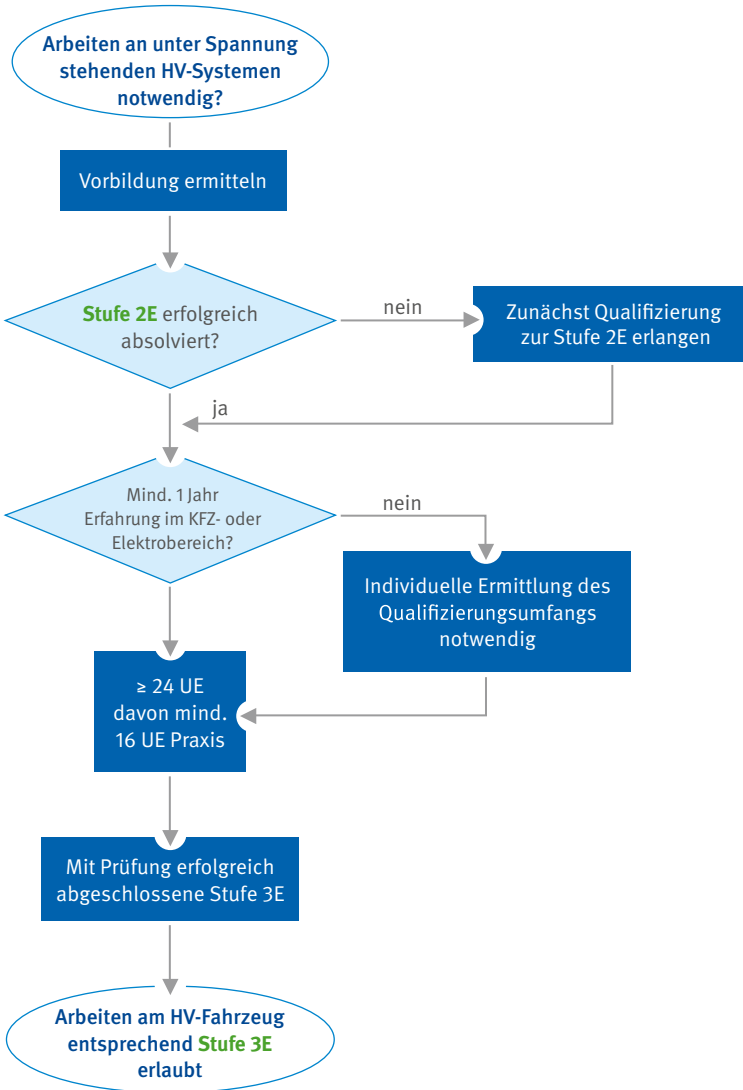 Arbeiten an unter Spannung
stehenden HV-Systemen
notwendig?
Vorbildung ermitteln
Stufe 2E erfolgreich
absolviert?
nein
Zunächst Qualifizierung
zur Stufe 2E erlangen
ja
Mind. 1 Jahr
Erfahrung im KFZ- oder
Elektrobereich?
nein
Individuelle Ermittlung des
Qualifizierungsumfangs
notwendig
≥ 24 UE
davon mind.
16 UE Praxis
Mit Prüfung erfolgreich
abgeschlossene Stufe 3E
Arbeiten am HV-Fahrzeug
entsprechend Stufe 3E
erlaubt